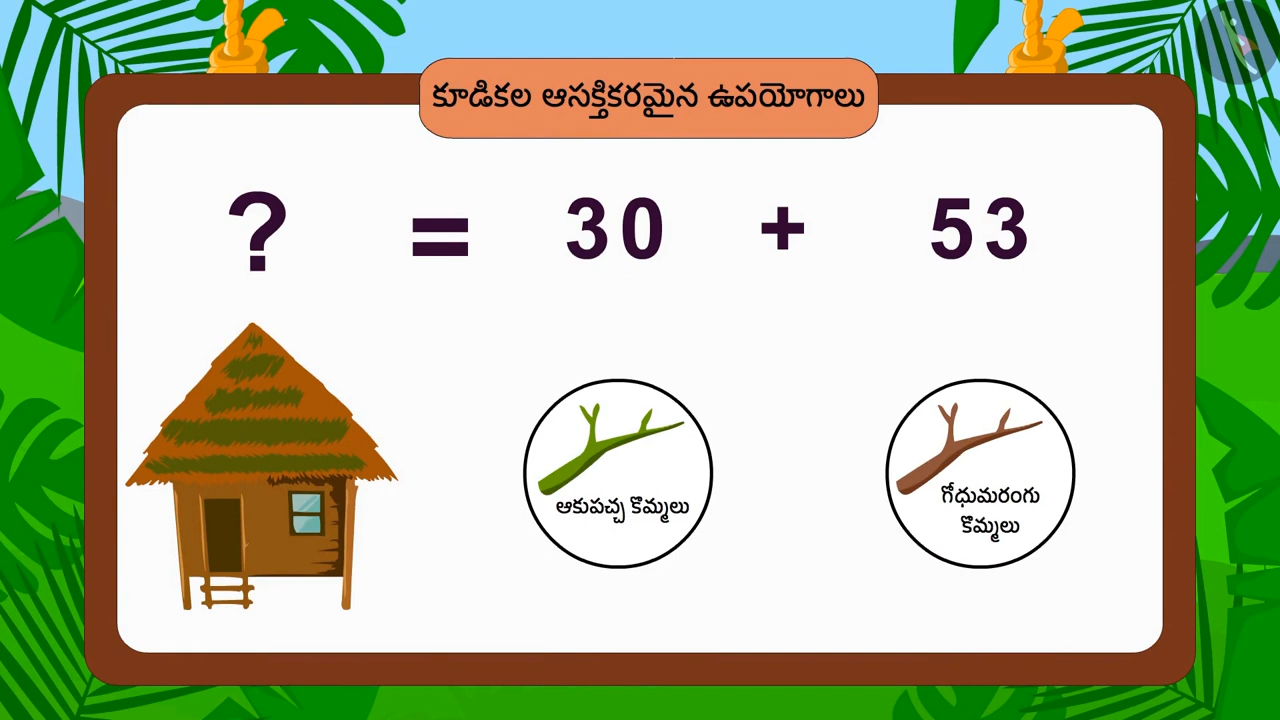 కూడికల ఆసక్తికరమైన ఉపయోగాలు
? = 30 + 53
ఆకుపచ్చ కొమ్మలు
గోధుమరంగు
కొమ్మలు